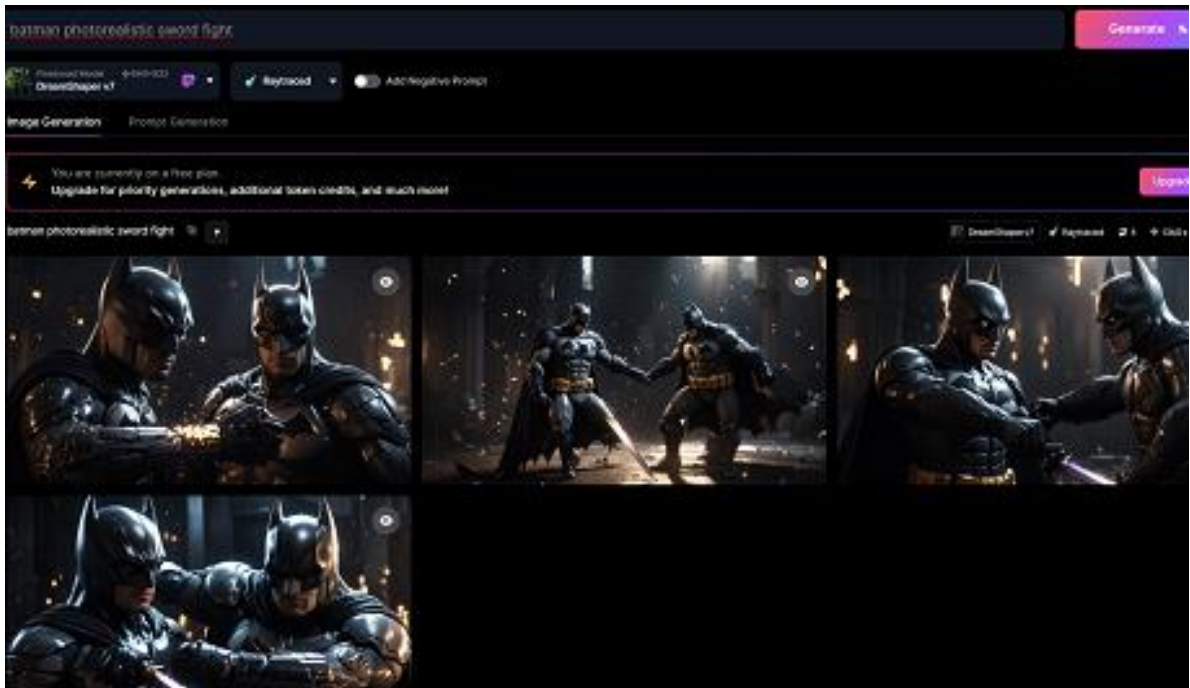 batman photorealistic sword fight
Generate
Finetuned Model
DreamShaper v7
Raytraced
Add Negative Prompt
Image Generation
Prompt Generation
You are currently on a free plan.
Upgrade for priority generations, additional token credits, and much more!
batman photorealistic sword fight
DreamShaper v7
Raytraced